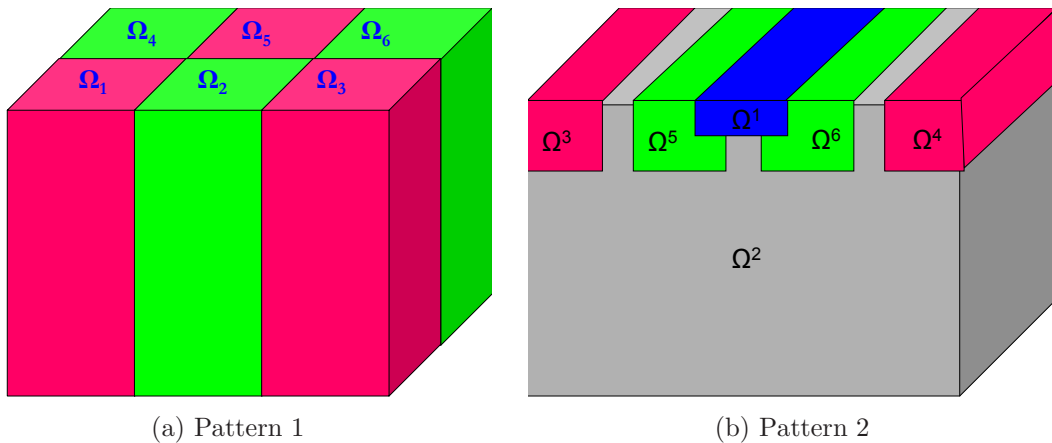 Ω₄ Ω₅ Ω₆
Ω₁ Ω₂ Ω₃
(a) Pattern 1
Ω¹
Ω³ Ω⁵ Ω⁶ Ω⁴
Ω²
(b) Pattern 2